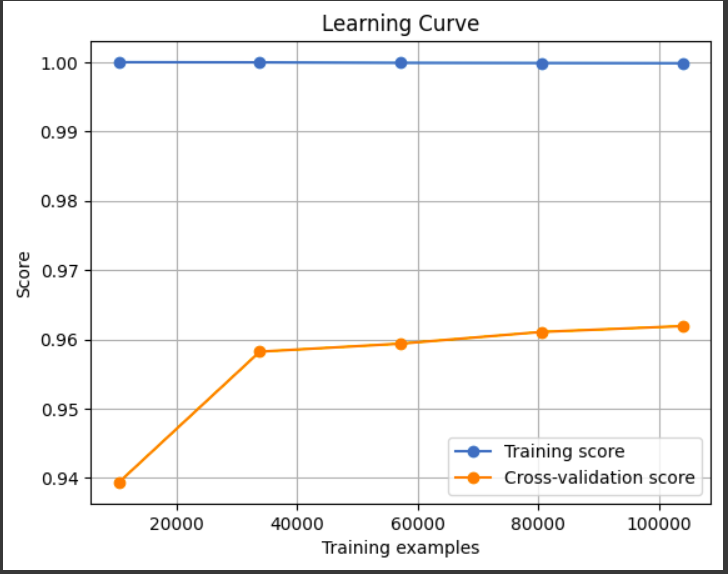 Learning Curve
1.00
0.99
0.98
0.97
0.96
0.95
0.94
Score
Training score
Cross-validation score
20000 40000 60000 80000 100000
Training examples